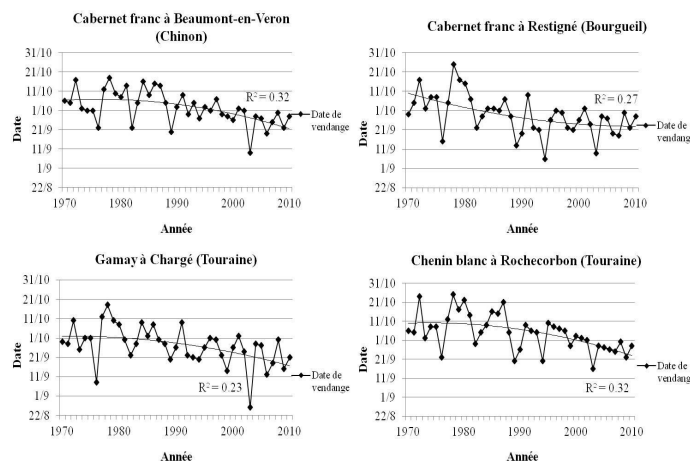 Cabernet franc à Beaumont-en-Veron
(Chinon)
31/10
21/10
11/10
1/10
21/9
11/9
1/9
22/8
Date
R² = 0.32
Date de
vendange
1970
1980
1990
2000
2010
Année
Cabernet franc à Restigné (Bourgueil)
31/10
21/10
11/10
1/10
21/9
11/9
1/9
22/8
Date
R² = 0.27
Date de
vendange
1970
1980
1990
2000
2010
Année
Gamay à Chargé (Touraine)
31/10
21/10
11/10
1/10
21/9
11/9
1/9
22/8
Date
R² = 0.23
Date de
vendange
1970
1980
1990
2000
2010
Année
Chenin blanc à Rochecorbon (Touraine)
31/10
21/10
11/10
1/10
21/9
11/9
1/9
22/8
Date
R² = 0.32
Date de
vendange
1970
1980
1990
2000
2010
Année